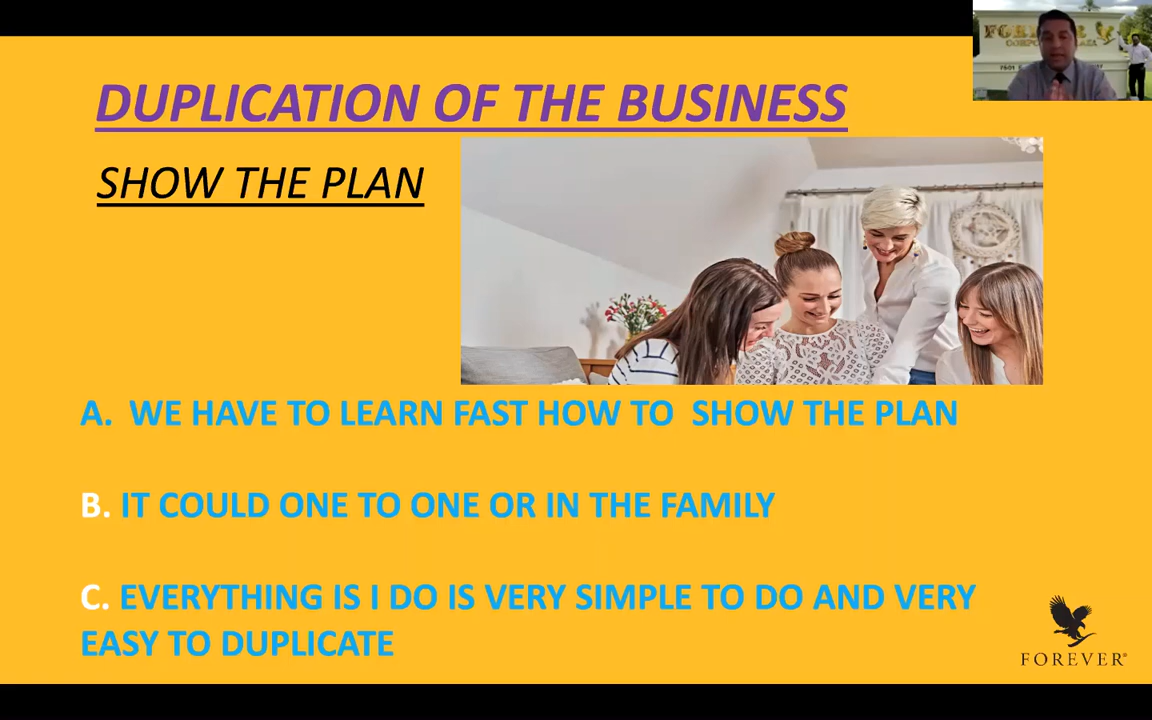 DUPLICATION OF THE BUSINESS
SHOW THE PLAN
A. WE HAVE TO LEARN FAST HOW TO SHOW THE PLAN
B. IT COULD ONE TO ONE OR IN THE FAMILY
C. EVERYTHING IS I DO IS VERY SIMPLE TO DO AND VERY
EASY TO DUPLICATE
FOREVER®